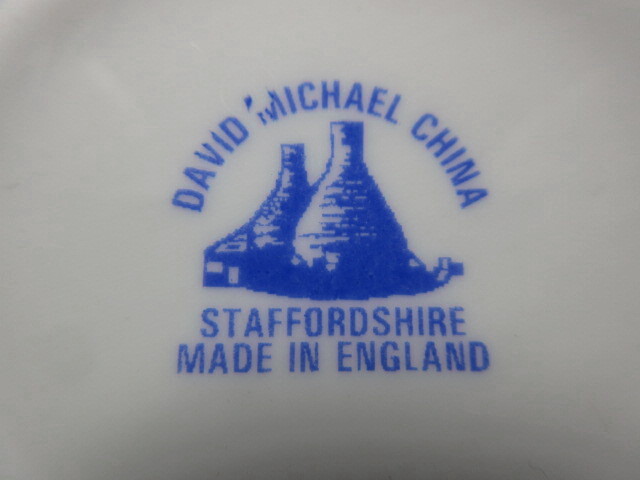 DAVID MICHAEL CHINA
STAFFORDSHIRE
MADE IN ENGLAND